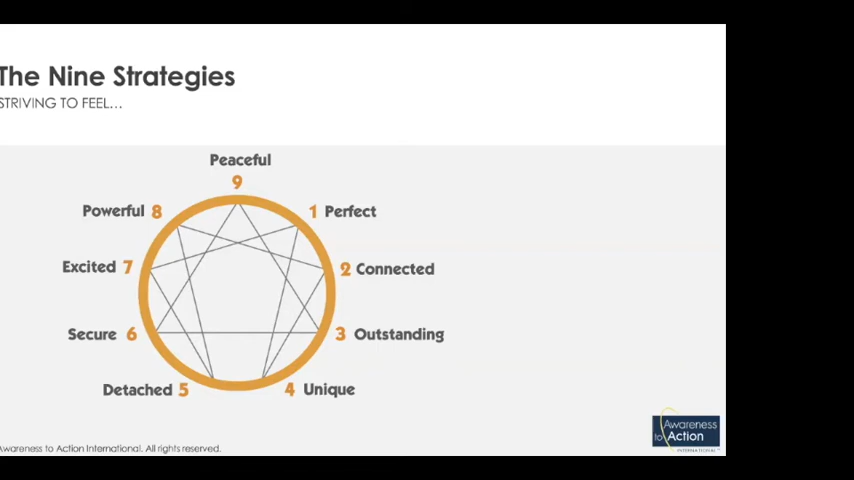 The Nine Strategies
STRIVING TO FEEL...
Peaceful
9
Powerful 8
1 Perfect
Excited 7
2 Connected
Secure 6
3 Outstanding
Detached 5
4 Unique
Awareness
to Action
INTERNATIONAL
Awareness to Action International. All rights reserved.